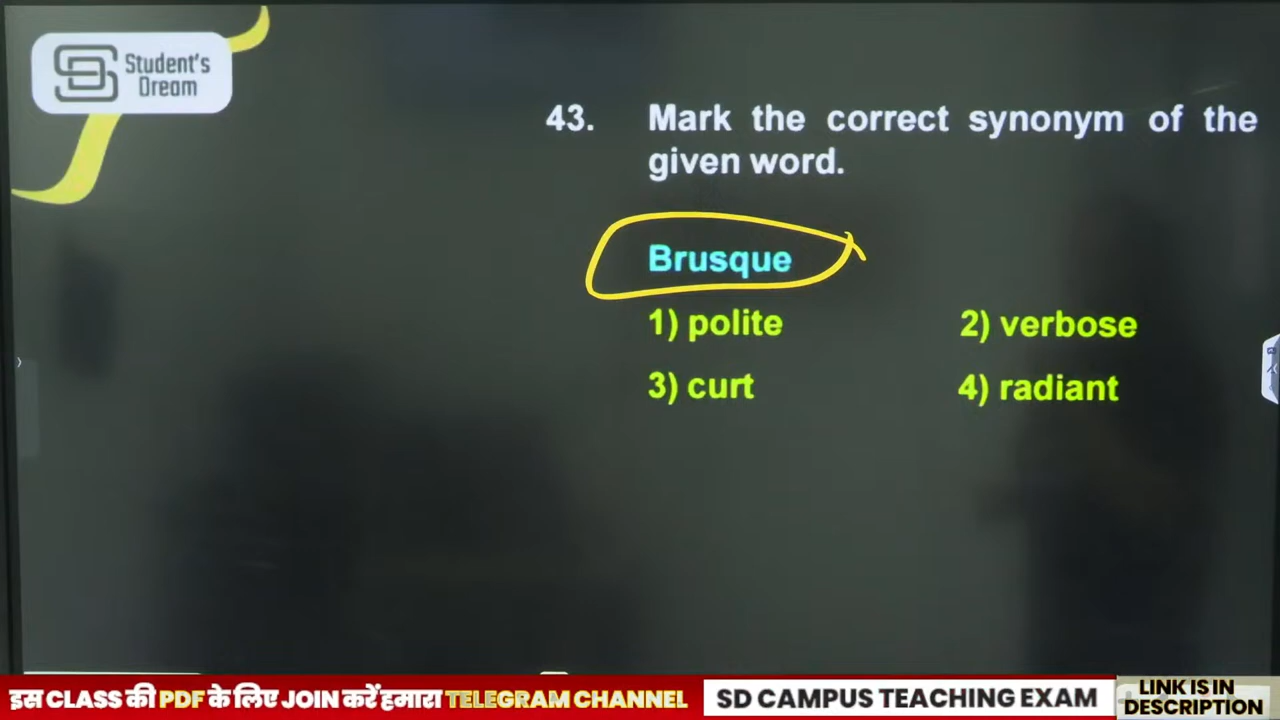 Student's
Dream
43. Mark the correct synonym of the
given word.
Brusque
1) polite 2) verbose
3) curt 4) radiant
इस CLASS की PDF के लिए JOIN करें हमारा TELEGRAM CHANNEL
SD CAMPUS TEACHING EXAM
LINK IS IN
DESCRIPTION